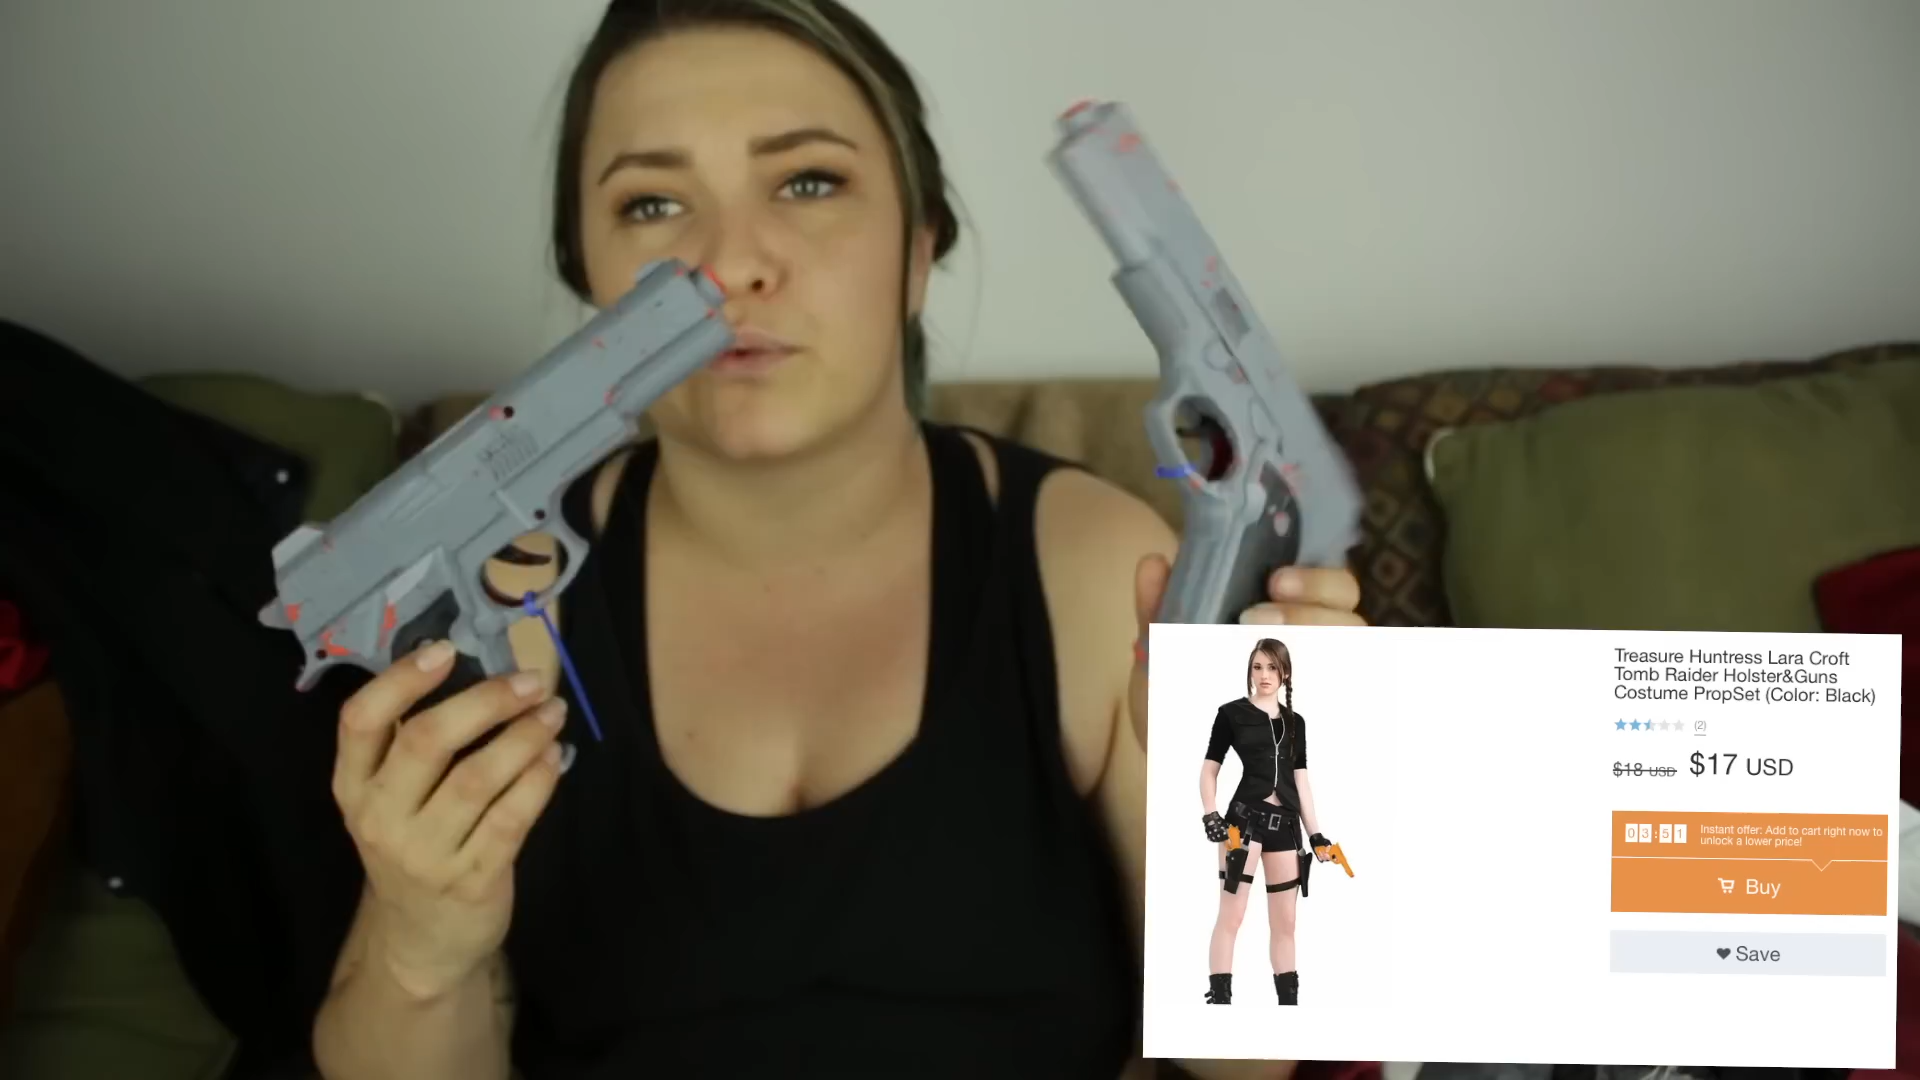 Treasure Huntress Lara Croft
Tomb Raider Holster&Guns
Costume PropSet (Color: Black)
(2)
$18 USD $17 USD
03:51
Instant offer: Add to cart right now to
unlock a lower price!
Buy
Save